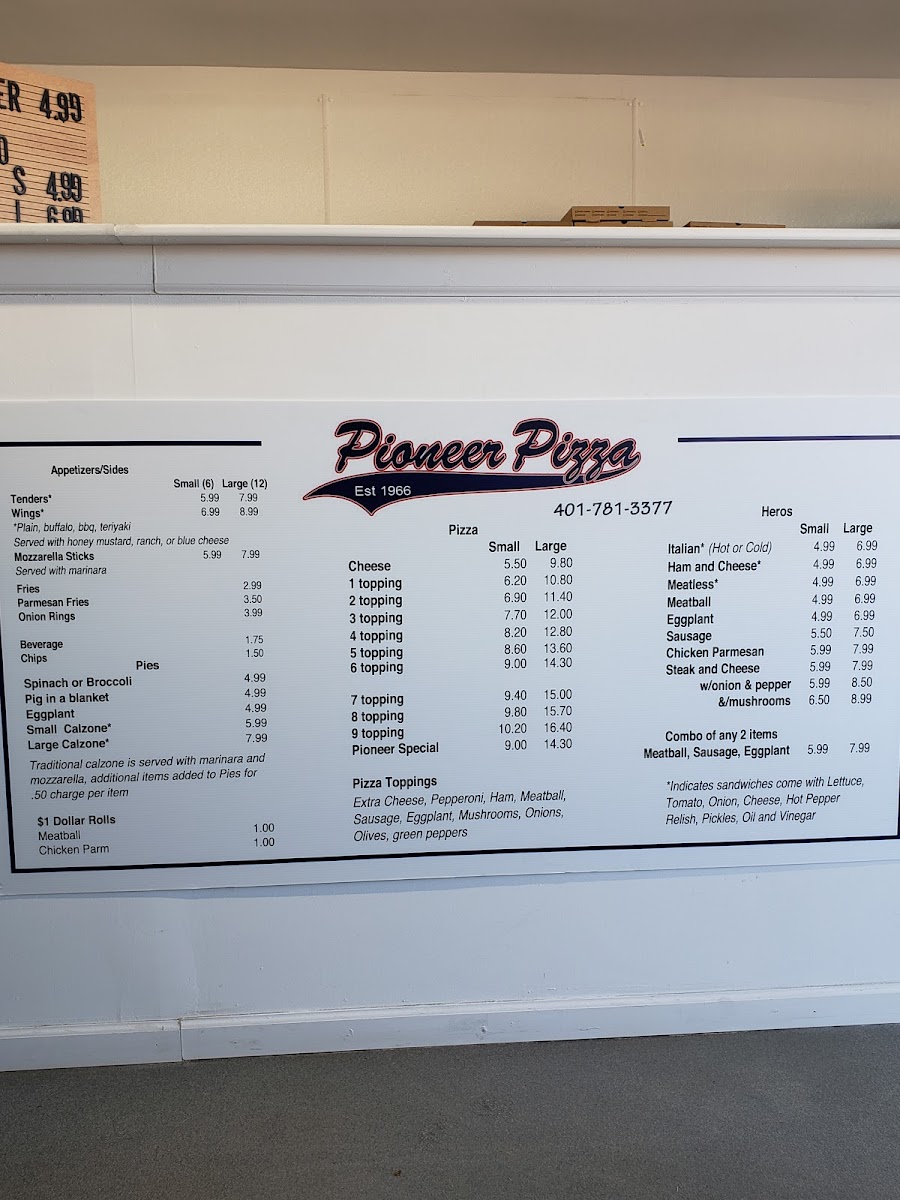 ER 4.99
S 4.99
Pioneer Pizza
Est 1966
401-781-3377
Appetizers/Sides
Small (6) Large (12)
Tenders* 5.99 7.99
Wings* 6.99 8.99
*Plain, buffalo, bbq, teriyaki
Served with honey mustard, ranch, or blue cheese
Mozzarella Sticks 5.99 7.99
Served with marinara
Fries 2.99
Parmesan Fries 3.50
Onion Rings 3.99
Beverage 1.75
Chips 1.50
Pies
Spinach or Broccoli 4.99
Pig in a blanket 4.99
Eggplant 4.99
Small Calzone* 5.99
Large Calzone* 7.99
Traditional calzone is served with marinara and
mozzarella, additional items added to Pies for
.50 charge per item
$1 Dollar Rolls
Meatball 1.00
Chicken Parm 1.00
Pizza
Small Large
Cheese 5.50 9.80
1 topping 6.20 10.80
2 topping 6.90 11.40
3 topping 7.70 12.00
4 topping 8.20 12.80
5 topping 8.60 13.60
6 topping 9.00 14.30
7 topping 9.40 15.00
8 topping 9.80 15.70
9 topping 10.20 16.40
Pioneer Special 9.00 14.30
Pizza Toppings
Extra Cheese, Pepperoni, Ham, Meatball,
Sausage, Eggplant, Mushrooms, Onions,
Olives, green peppers
Heros
Small Large
Italian* (Hot or Cold) 4.99 6.99
Ham and Cheese* 4.99 6.99
Meatless* 4.99 6.99
Meatball 4.99 6.99
Eggplant 4.99 6.99
Sausage 5.50 7.50
Chicken Parmesan 5.99 7.99
Steak and Cheese 5.99 7.99
w/onion & pepper 5.99 8.50
&/mushrooms 6.50 8.99
Combo of any 2 items
Meatball, Sausage, Eggplant 5.99 7.99
*Indicates sandwiches come with Lettuce,
Tomato, Onion, Cheese, Hot Pepper
Relish, Pickles, Oil and Vinegar